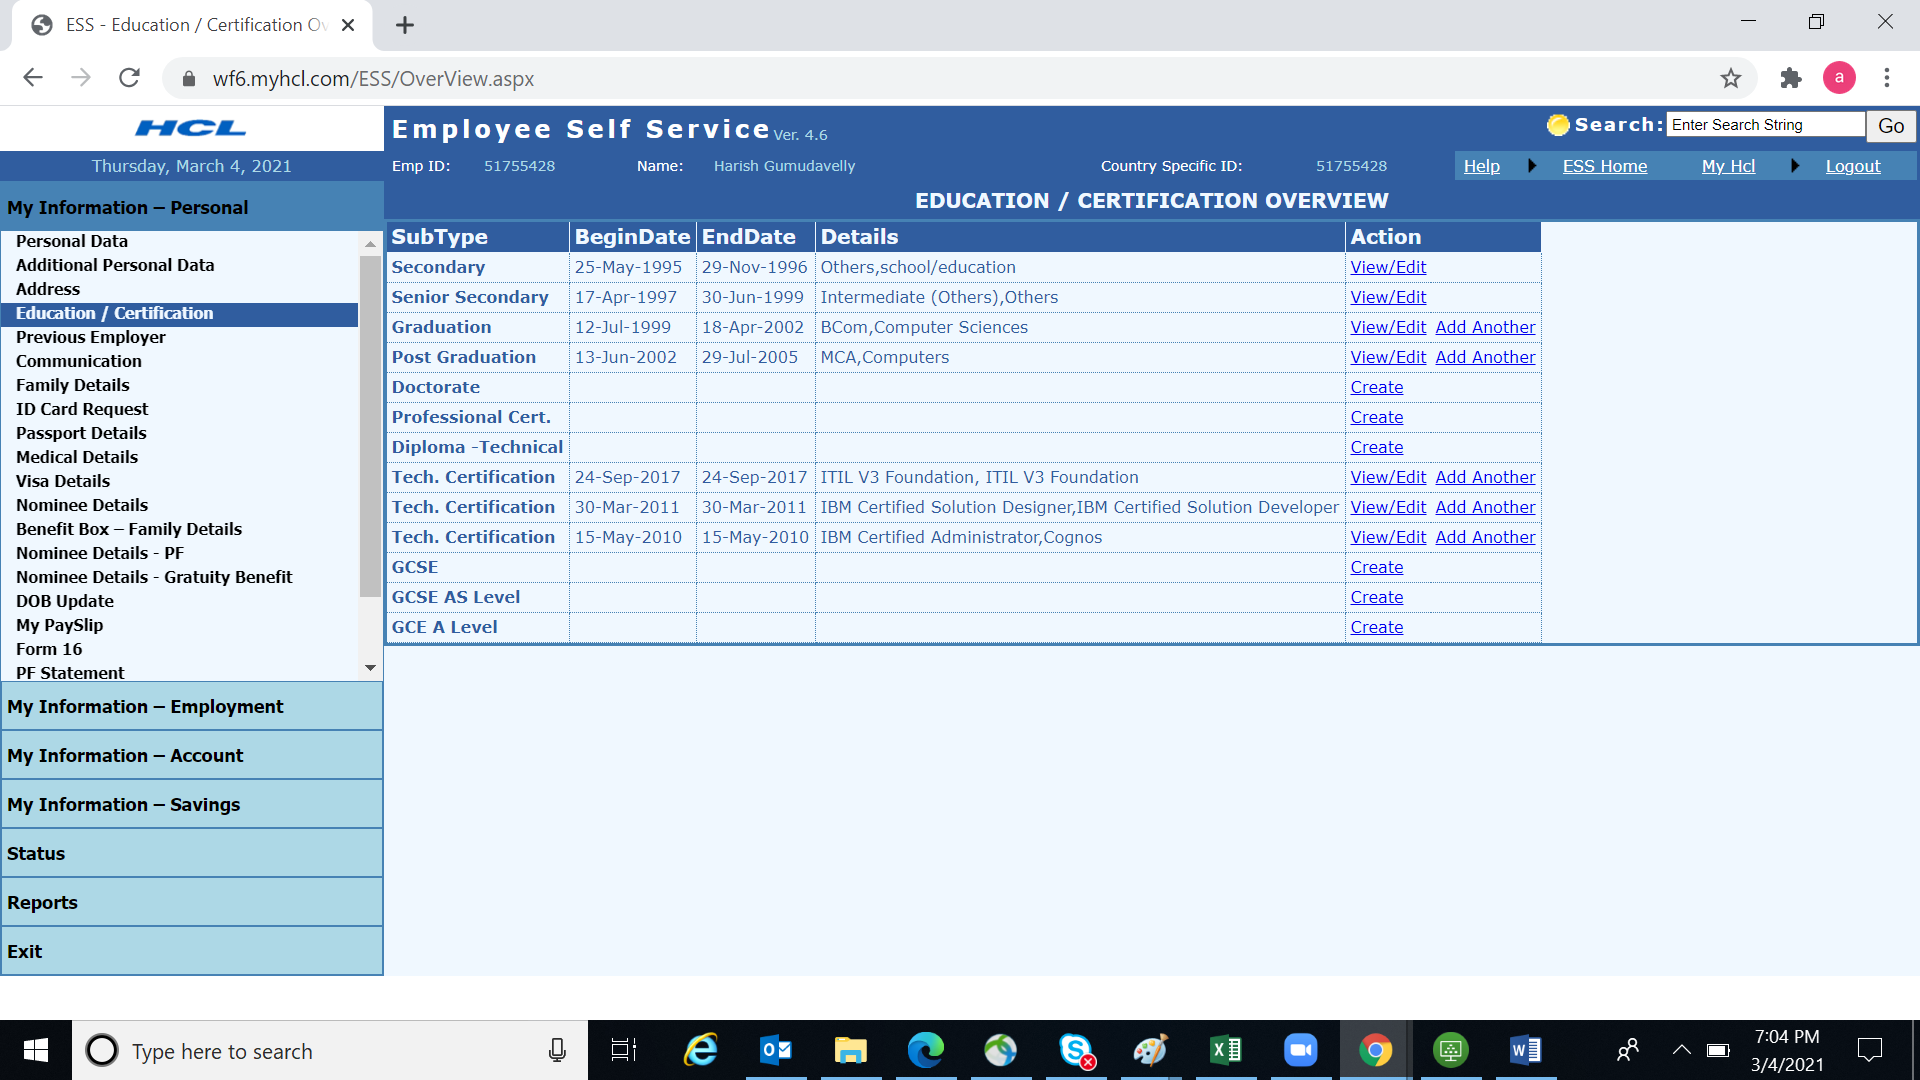 ESS - Education / Certification Ov
wf6.myhcl.com/ESS/OverView.aspx
a
HCL
Employee Self Service Ver. 4.6
Search: Enter Search String Go
Thursday, March 4, 2021
Emp ID: 51755428 Name: Harish Gumudavelly Country Specific ID: 51755428 Help ESS Home My Hcl Logout
EDUCATION / CERTIFICATION OVERVIEW
My Information – Personal
Personal Data
Additional Personal Data
Address
Education / Certification
Previous Employer
Communication
Family Details
ID Card Request
Passport Details
Medical Details
Visa Details
Nominee Details
Benefit Box – Family Details
Nominee Details - PF
Nominee Details - Gratuity Benefit
DOB Update
My PaySlip
Form 16
PF Statement
My Information – Employment
My Information – Account
My Information – Savings
Status
Reports
Exit
SubType BeginDate EndDate Details Action
Secondary 25-May-1995 29-Nov-1996 Others,school/education View/Edit
Senior Secondary 17-Apr-1997 30-Jun-1999 Intermediate (Others),Others View/Edit
Graduation 12-Jul-1999 18-Apr-2002 BCom,Computer Sciences View/Edit Add Another
Post Graduation 13-Jun-2002 29-Jul-2005 MCA,Computers View/Edit Add Another
Doctorate Create
Professional Cert. Create
Diploma -Technical Create
Tech. Certification 24-Sep-2017 24-Sep-2017 ITIL V3 Foundation, ITIL V3 Foundation View/Edit Add Another
Tech. Certification 30-Mar-2011 30-Mar-2011 IBM Certified Solution Designer,IBM Certified Solution Developer View/Edit Add Another
Tech. Certification 15-May-2010 15-May-2010 IBM Certified Administrator,Cognos View/Edit Add Another
GCSE Create
GCSE AS Level Create
GCE A Level Create
Type here to search
7:04 PM
3/4/2021